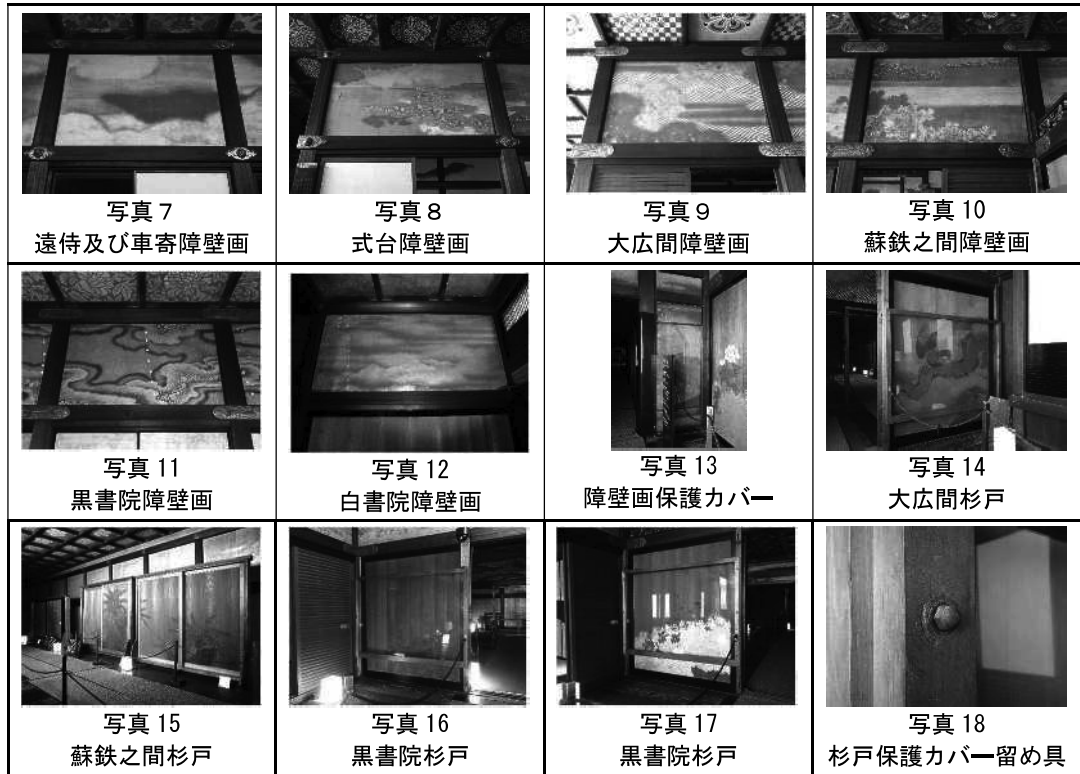 写真７
遠侍及び車寄障壁画
写真８
式台障壁画
写真９
大広間障壁画
写真 10
蘇鉄之間障壁画
写真 11
黒書院障壁画
写真 12
白書院障壁画
写真 13
障壁画保護カバー
写真 14
大広間杉戸
写真 15
蘇鉄之間杉戸
写真 16
黒書院杉戸
写真 17
黒書院杉戸
写真 18
杉戸保護カバー留め具